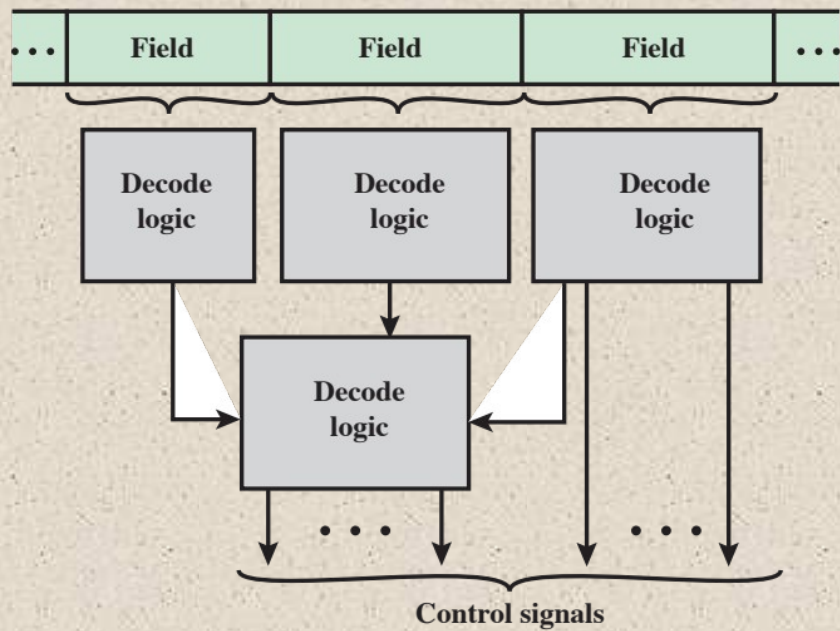 ... Field Field Field ...
Decode
logic
Decode
logic
Decode
logic
Decode
logic
... ...
Control signals